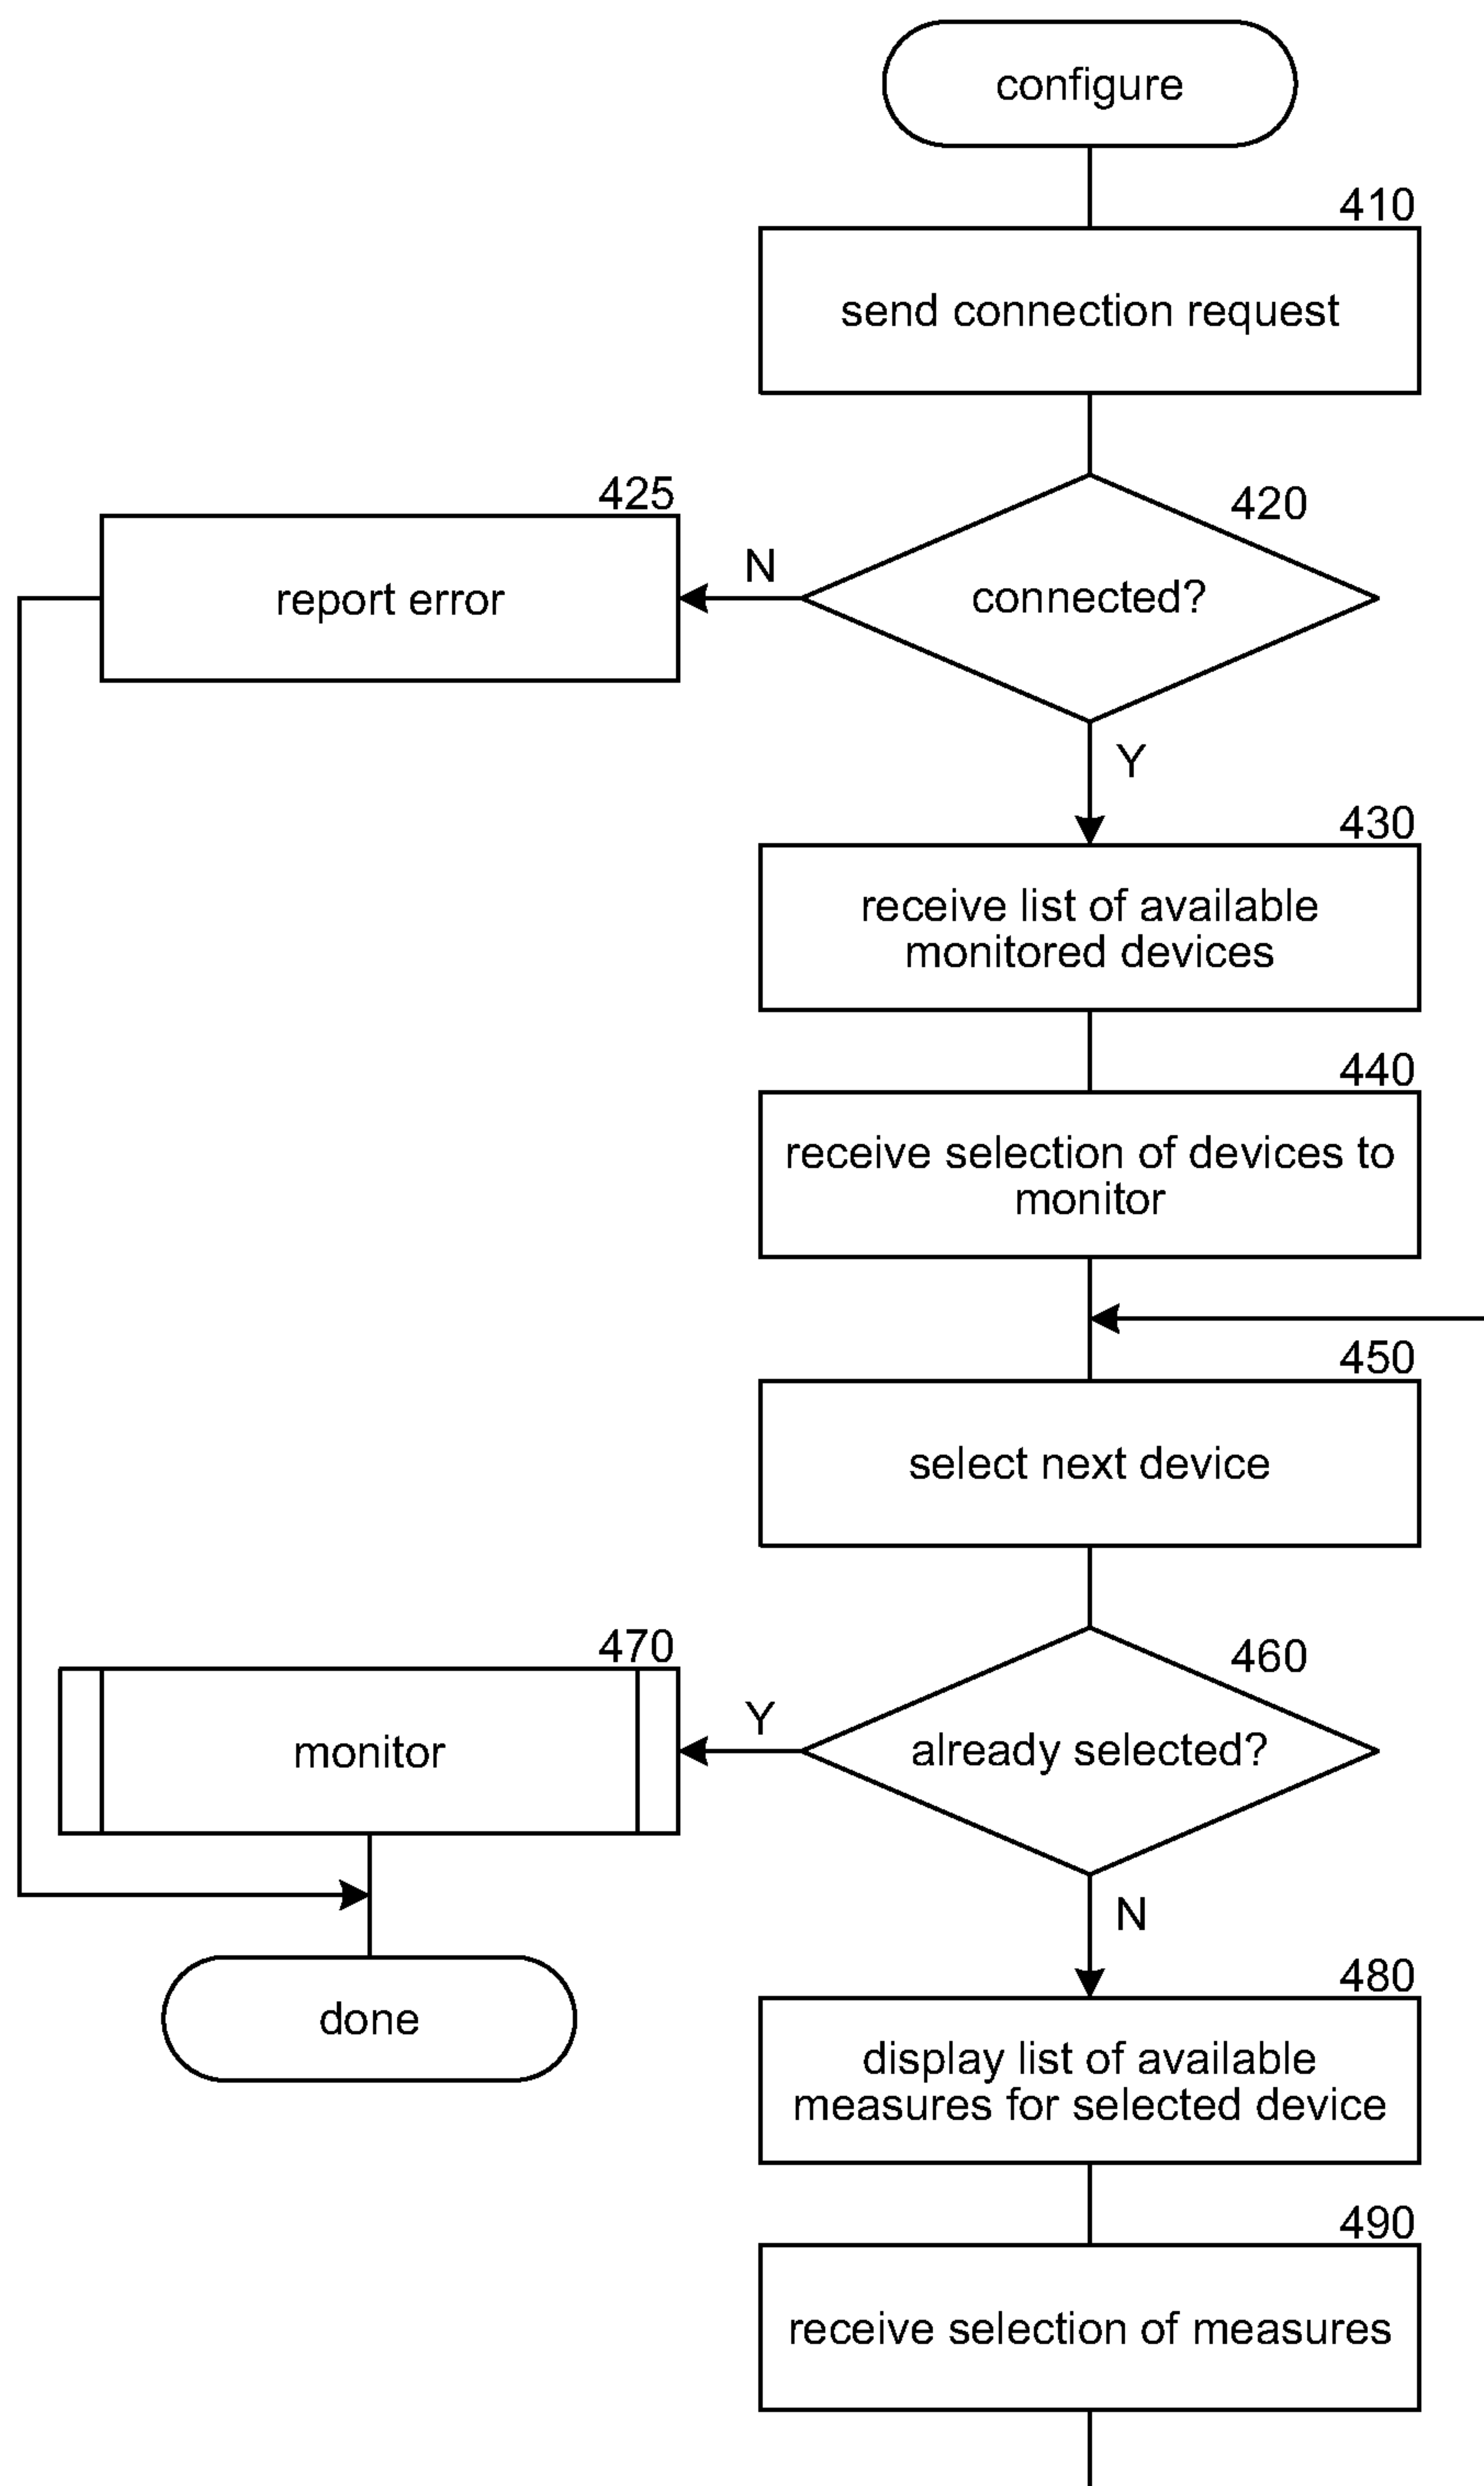 configure
410
send connection request
420
connected?
N
425
report error
Y
430
receive list of available
monitored devices
440
receive selection of devices to
monitor
450
select next device
460
already selected?
Y
470
monitor
done
N
480
display list of available
measures for selected device
490
receive selection of measures